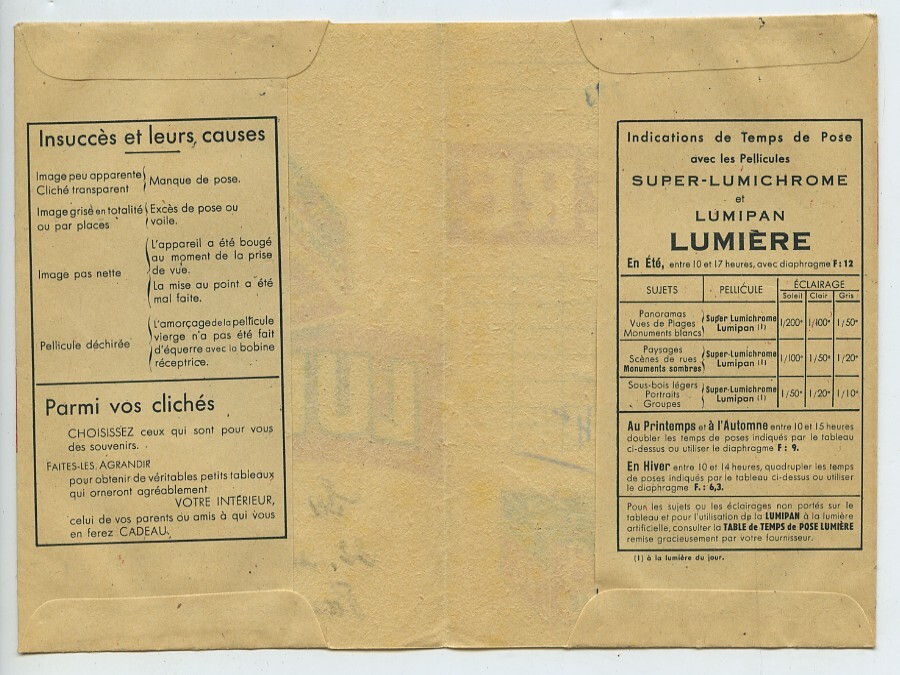 Insuccès et leurs causes
Image peu apparente
Cliché transparent
Manque de pose.
Image grise en totalité
ou par places
Excès de pose ou
voile.
Image pas nette
L'appareil a été bougé
au moment de la prise
de vue.
La mise au point a été
mal faite.
Pellicule déchirée
L'amorçage de la pellicule
vierge n'a pas été fait
d'équerre avec la bobine
réceptrice.
Parmi vos clichés
CHOISISSEZ ceux qui sont pour vous
des souvenirs.
FAITES-LES AGRANDIR
pour obtenir de véritables petits tableaux
qui orneront agréablement
VOTRE INTÉRIEUR,
celui de vos parents ou amis à qui vous
en ferez CADEAU.
Indications de Temps de Pose
avec les Pellicules
SUPER-LUMICHROME
et
LUMIPAN
LUMIÈRE
En Été, entre 10 et 17 heures, avec diaphragme F: 12
SUJETS PELLICULE ÉCLAIRAGE
Soleil Clair Gris
Panoramas
Vues de Plages
Monuments blancs
Super Lumichrome
Lumipan (1)
1/200e 1/100e 1/50e
Paysages
Scènes de rues
Monuments sombres
Super-Lumichrome
Lumipan (1)
1/100e 1/50e 1/20e
Sous-bois légers
Portraits
Groupes
Super-Lumichrome
Lumipan (1)
1/50e 1/20e 1/10e
Au Printemps et à l'Automne entre 10 et 15 heures
doubler les temps de poses indiqués par le tableau
ci-dessus ou utiliser le diaphragme F: 9.
En Hiver entre 10 et 14 heures, quadrupler les temps
de poses indiqués par le tableau ci-dessus ou utiliser
le diaphragme F.: 6,3.
Pour les sujets ou les éclairages non portés sur le
tableau et pour l'utilisation de la LUMIPAN à la lumière
artificielle, consulter la TABLE de TEMPS de POSE LUMIÈRE
remise gracieusement par votre fournisseur.
(1) à la lumière du jour.